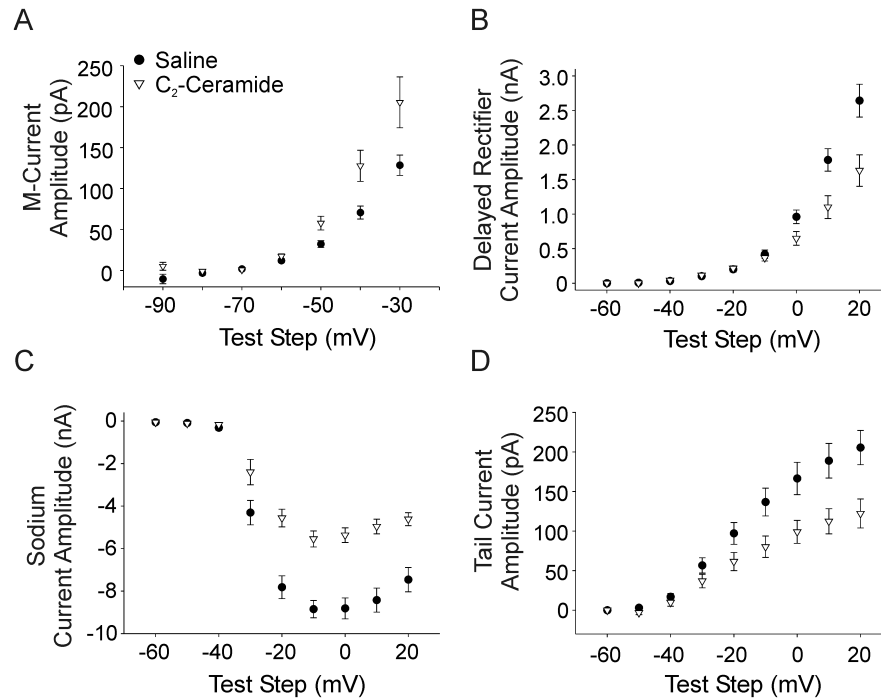 A
Saline
C₂-Ceramide
M-Current
Amplitude (pA)
250
200
150
100
50
0
-90
-70
-50
-30
Test Step (mV)
B
Delayed Rectifier
Current Amplitude (nA)
3.0
2.5
2.0
1.5
1.0
0.5
0
-60
-40
-20
0
20
Test Step (mV)
C
Sodium
Current Amplitude (nA)
0
-2
-4
-6
-8
-10
-60
-40
-20
0
20
Test Step (mV)
D
Tail Current
Amplitude (pA)
250
200
150
100
50
0
-60
-40
-20
0
20
Test Step (mV)